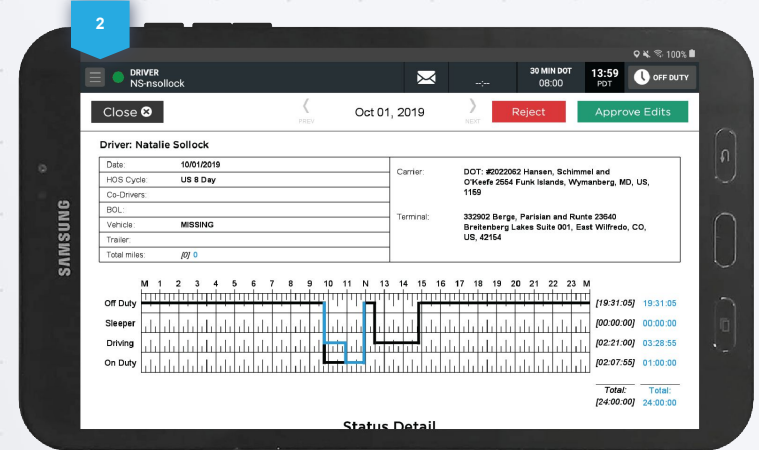 2
100%
DRIVER
NS-nsollock
--:--
30 MIN DOT
08:00
13:59
PDT
OFF DUTY
Close
PREV
Oct 01, 2019
NEXT
Reject
Approve Edits
Driver: Natalie Sollock
Date: 10/01/2019
HOS Cycle: US 8 Day
Co-Drivers:
BOL:
Vehicle: MISSING
Trailer:
Total miles: [0] 0
Carrier: DOT: #2022062 Hansen, Schimmel and
O'Keefe 2554 Funk Islands, Wymanberg, MD, US,
1159
Terminal: 332902 Berge, Parisian and Runte 23640
Breitenberg Lakes Suite 001, East Wilfredo, CO,
US, 42154
M 1 2 3 4 5 6 7 8 9 10 11 N 13 14 15 16 17 18 19 20 21 22 23 M
Off Duty [19:31:05] 19:31:05
Sleeper [00:00:00] 00:00:00
Driving [02:21:00] 03:28:55
On Duty [02:07:55] 01:00:00
Total: Total:
[24:00:00] 24:00:00
Status Detail
SAMSUNG